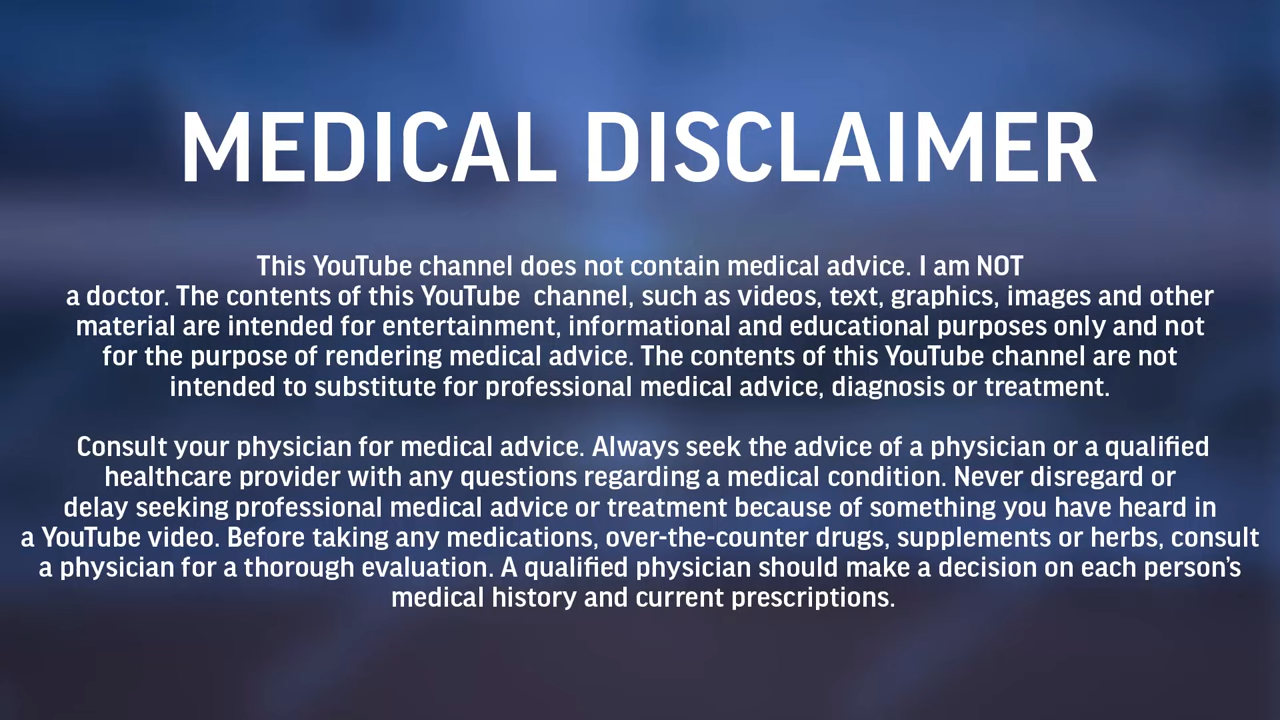 MEDICAL DISCLAIMER
This YouTube channel does not contain medical advice. I am NOT
a doctor. The contents of this YouTube  channel, such as videos, text, graphics, images and other
material are intended for entertainment, informational and educational purposes only and not
for the purpose of rendering medical advice. The contents of this YouTube channel are not
intended to substitute for professional medical advice, diagnosis or treatment.
Consult your physician for medical advice. Always seek the advice of a physician or a qualified
healthcare provider with any questions regarding a medical condition. Never disregard or
delay seeking professional medical advice or treatment because of something you have heard in
a YouTube video. Before taking any medications, over-the-counter drugs, supplements or herbs, consult
a physician for a thorough evaluation. A qualified physician should make a decision on each person’s
medical history and current prescriptions.